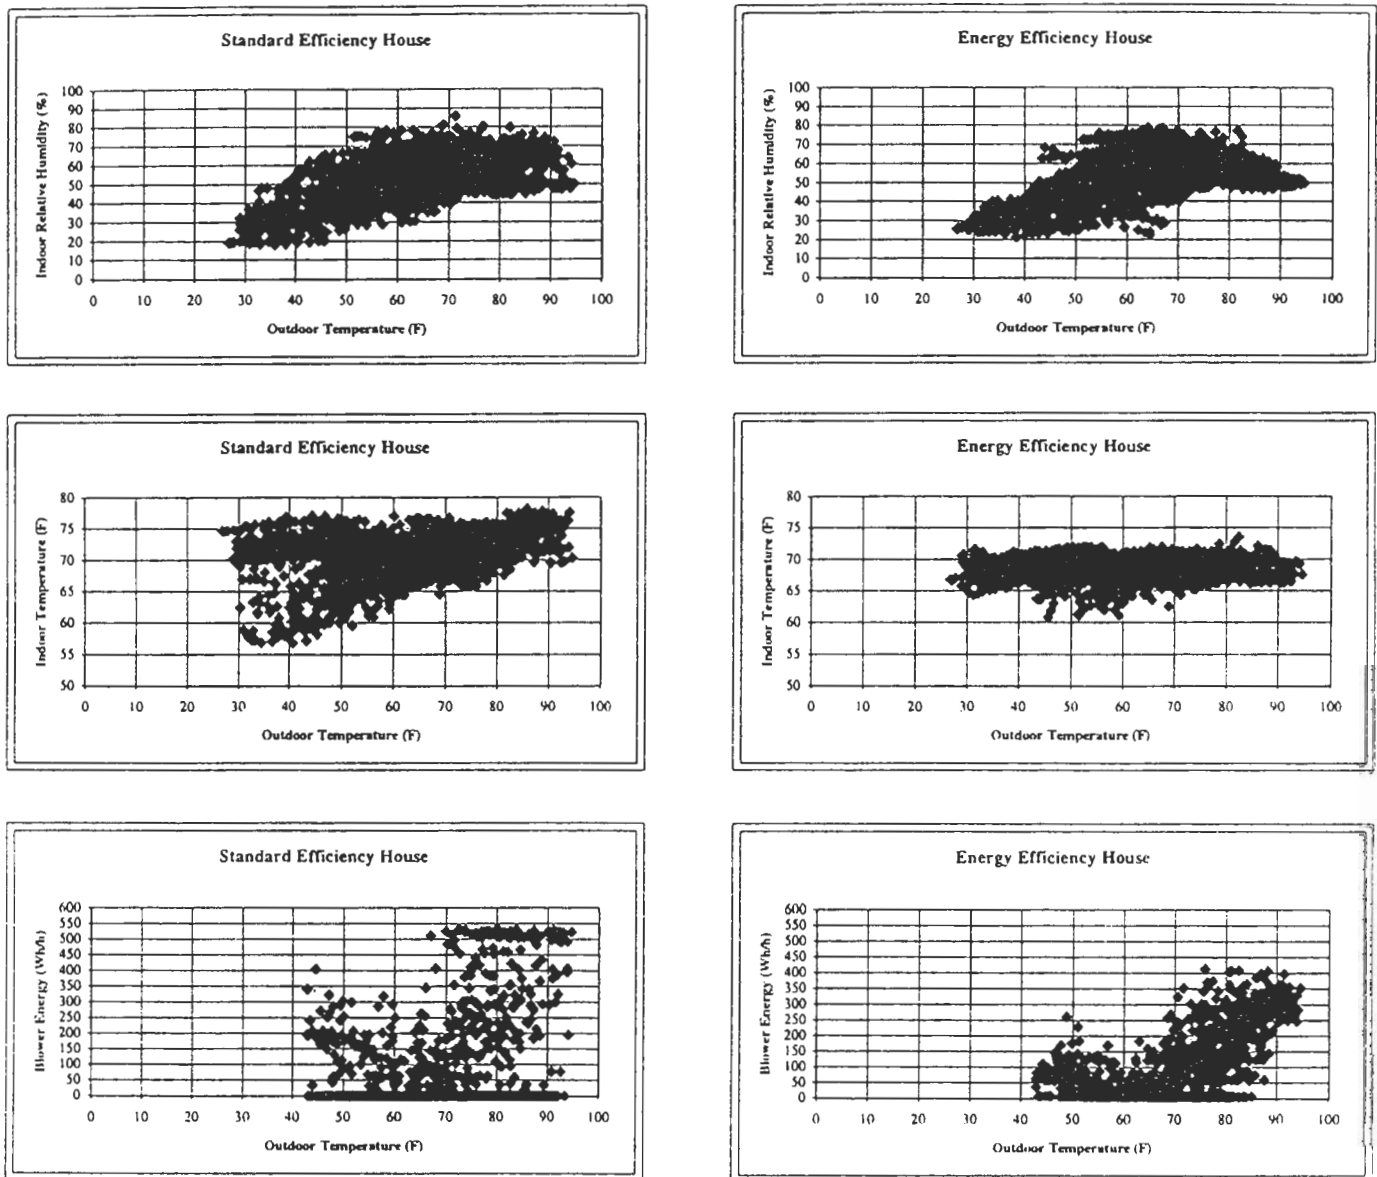 Standard Efficiency House
Indoor Relative Humidity (%)
100
90
80
70
60
50
40
30
20
10
0
0 10 20 30 40 50 60 70 80 90 100
Outdoor Temperature (F)
Energy Efficiency House
Indoor Relative Humidity (%)
100
90
80
70
60
50
40
30
20
10
0
0 10 20 30 40 50 60 70 80 90 100
Outdoor Temperature (F)
Standard Efficiency House
Indoor Temperature (F)
80
75
70
65
60
55
50
0 10 20 30 40 50 60 70 80 90 100
Outdoor Temperature (F)
Energy Efficiency House
Indoor Temperature (F)
80
75
70
65
60
55
50
0 10 20 30 40 50 60 70 80 90 100
Outdoor Temperature (F)
Standard Efficiency House
Blower Energy (Wh/h)
600
550
500
450
400
350
300
250
200
150
100
50
0
0 10 20 30 40 50 60 70 80 90 100
Outdoor Temperature (F)
Energy Efficiency House
Blower Energy (Wh/h)
600
550
500
450
400
350
300
250
200
150
100
50
0
0 10 20 30 40 50 60 70 80 90 100
Outdoor Temperature (F)